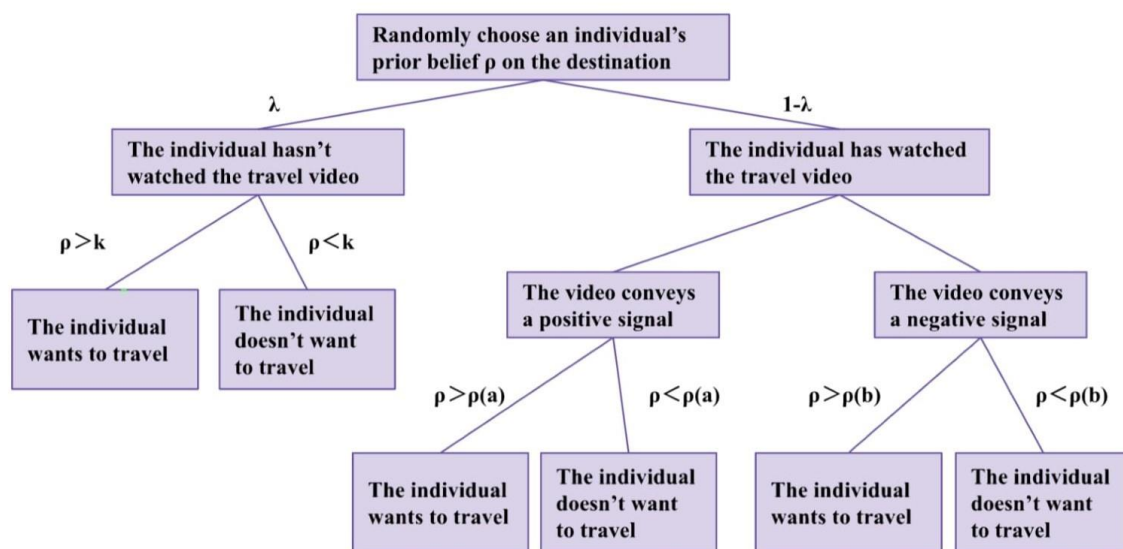 Randomly choose an individual's
prior belief ρ on the destination
λ
1-λ
The individual hasn't
watched the travel video
The individual has watched
the travel video
ρ＞k
ρ＜k
The individual
wants to travel
The individual
doesn't want
to travel
The video conveys
a positive signal
The video conveys
a negative signal
ρ＞ρ(a)
ρ＜ρ(a)
ρ＞ρ(b)
ρ＜ρ(b)
The individual
wants to travel
The individual
doesn't want
to travel
The individual
wants to travel
The individual
doesn't want
to travel